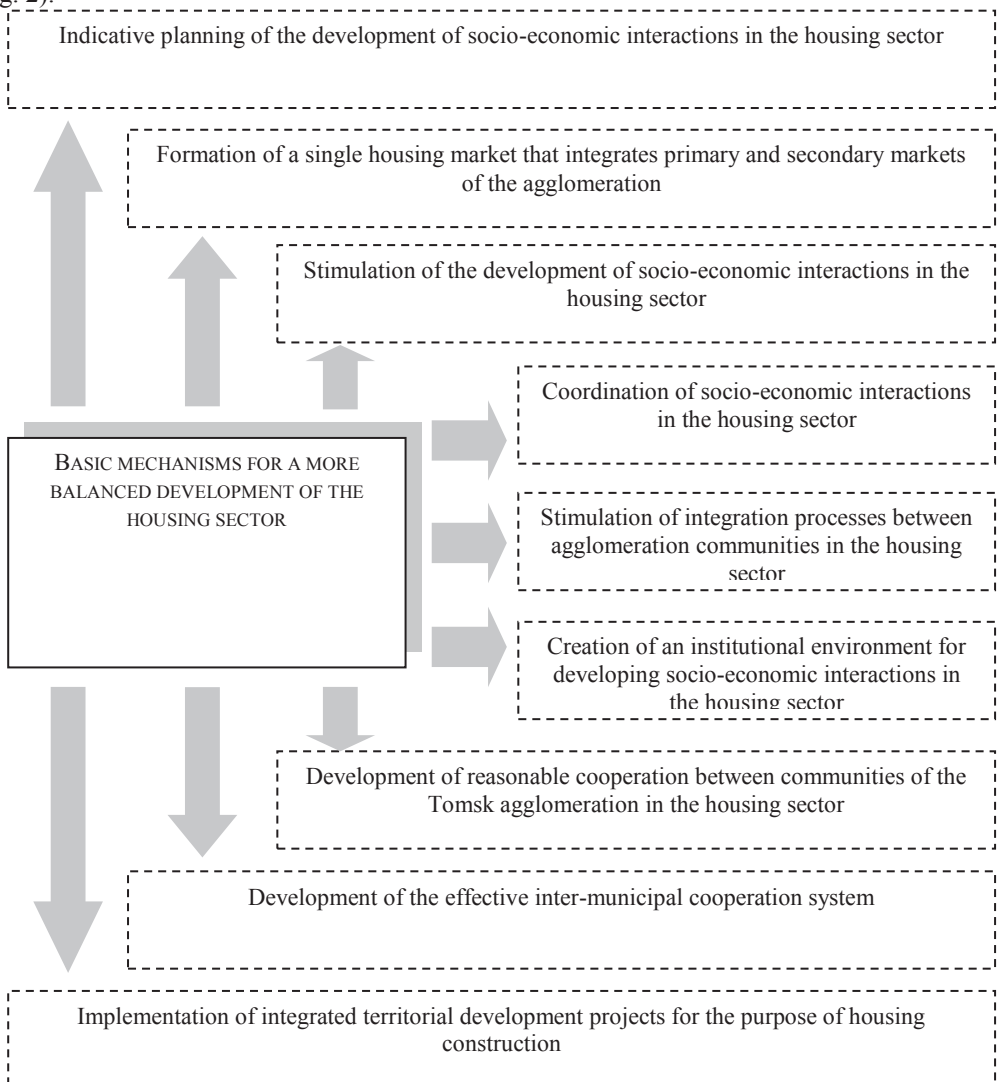 g. 2).
Indicative planning of the development of socio-economic interactions in the housing sector
Formation of a single housing market that integrates primary and secondary markets
of the agglomeration
Stimulation of the development of socio-economic interactions in the
housing sector
Coordination of socio-economic interactions
in the housing sector
BASIC MECHANISMS FOR A MORE
BALANCED DEVELOPMENT OF THE
HOUSING SECTOR
Stimulation of integration processes between
agglomeration communities in the housing
sector
Creation of an institutional environment for
developing socio-economic interactions in
the housing sector
Development of reasonable cooperation between communities of the
Tomsk agglomeration in the housing sector
Development of the effective inter-municipal cooperation system
Implementation of integrated territorial development projects for the purpose of housing
construction